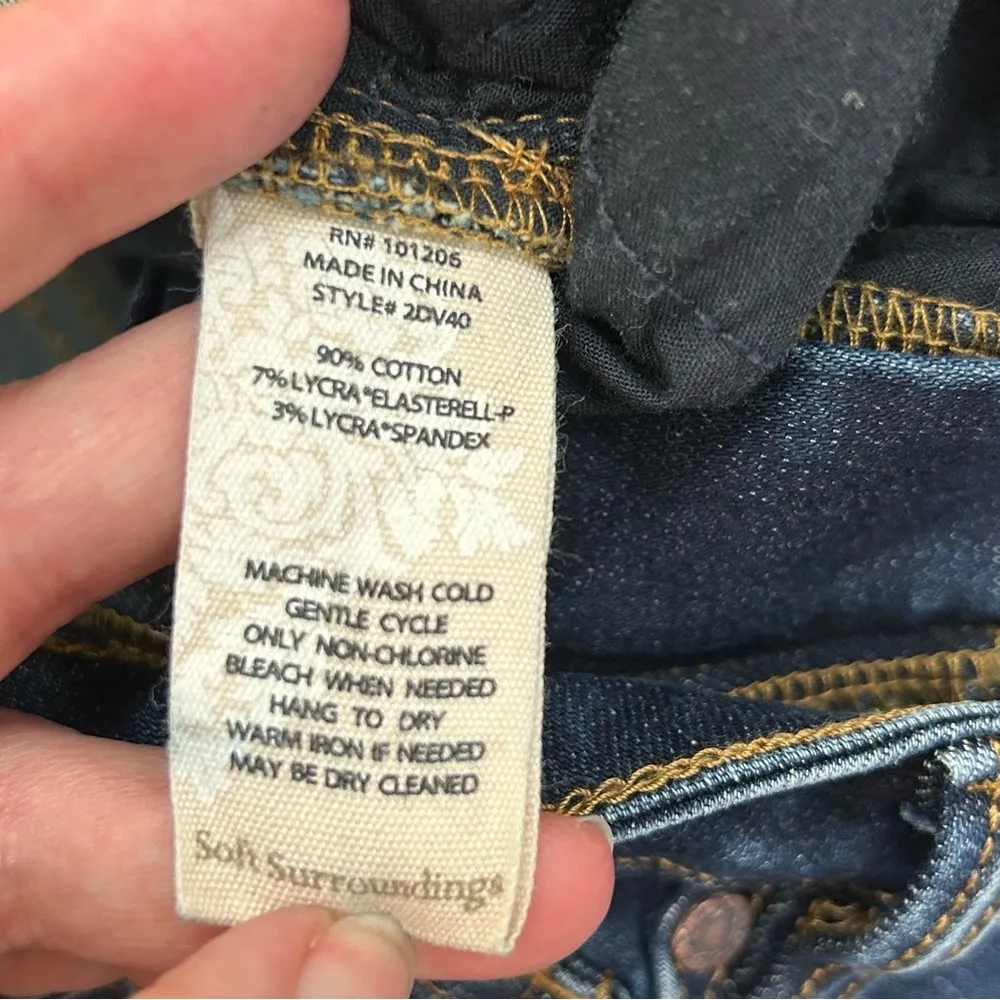 RN# 101206
MADE IN CHINA
STYLE# 2DV40
90% COTTON
7% LYCRA®ELASTERELL-P
3% LYCRA®SPANDEX
MACHINE WASH COLD
GENTLE CYCLE
ONLY NON-CHLORINE
BLEACH WHEN NEEDED
HANG TO DRY
WARM IRON IF NEEDED
MAY BE DRY CLEANED
Soft Surroundings